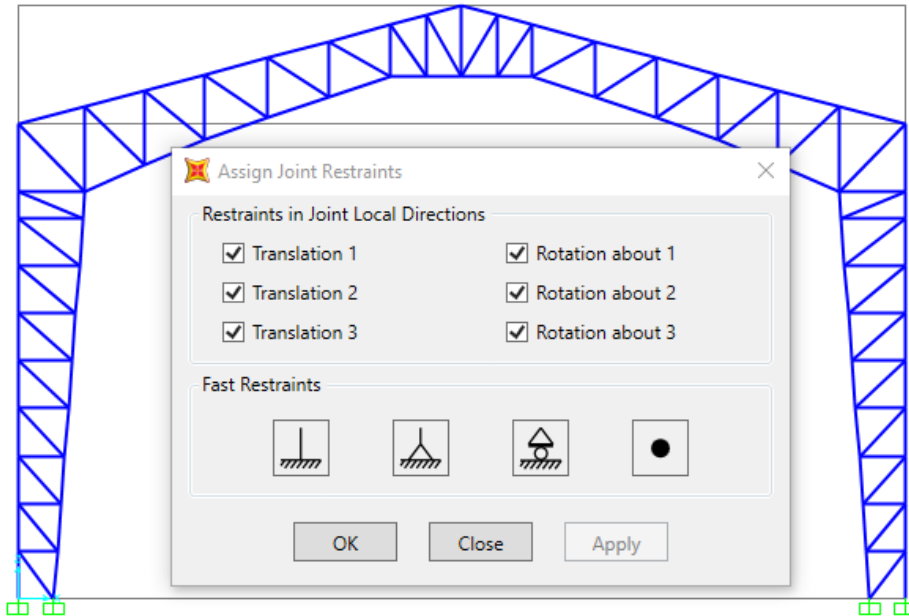 Assign Joint Restraints
Restraints in Joint Local Directions
Translation 1
Rotation about 1
Translation 2
Rotation about 2
Translation 3
Rotation about 3
Fast Restraints
OK
Close
Apply